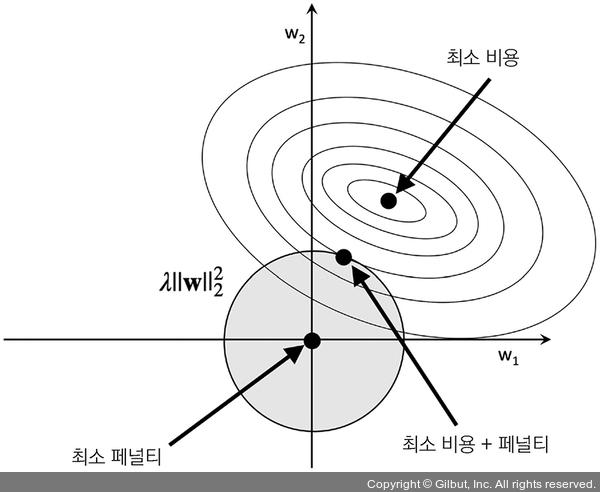 w₂
최소 비용
λ||w||₂²
w₁
최소 비용 + 페널티
최소 페널티
Copyright © Gilbut, Inc. All rights reserved.